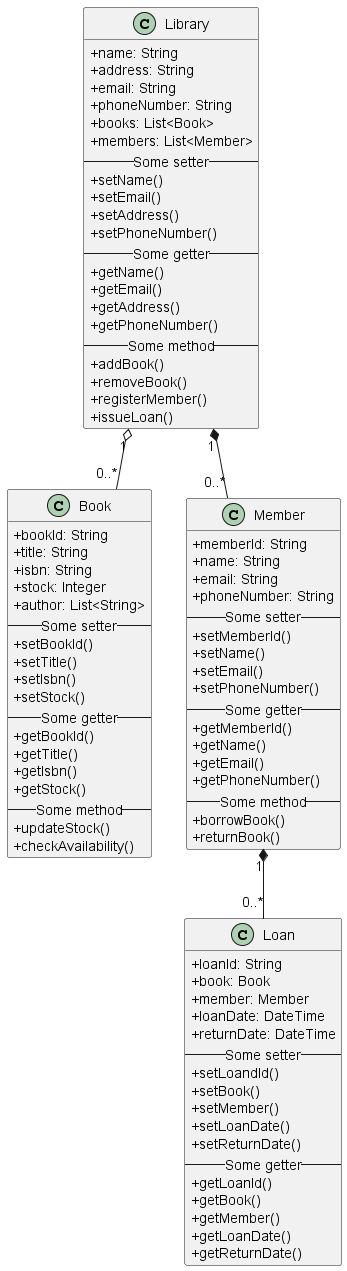 C Library
+name: String
+address: String
+email: String
+phoneNumber: String
+books: List<Book>
+members: List<Member>
Some setter
+setName()
+setEmail()
+setAddress()
+setPhoneNumber()
Some getter
+getName()
+getEmail()
+getAddress()
+getPhoneNumber()
Some method
+addBook()
+removeBook()
+registerMember()
+issueLoan()
1
0..*
1
0..*
C Book
+bookId: String
+title: String
+isbn: String
+stock: Integer
+author: List<String>
Some setter
+setBookId()
+setTitle()
+setIsbn()
+setStock()
Some getter
+getBookId()
+getTitle()
+getIsbn()
+getStock()
Some method
+updateStock()
+checkAvailability()
C Member
+memberId: String
+name: String
+email: String
+phoneNumber: String
Some setter
+setMemberId()
+setName()
+setEmail()
+setPhoneNumber()
Some getter
+getMemberId()
+getName()
+getEmail()
+getPhoneNumber()
Some method
+borrowBook()
+returnBook()
1
0..*
C Loan
+loanId: String
+book: Book
+member: Member
+loanDate: DateTime
+returnDate: DateTime
Some setter
+setLoandId()
+setBook()
+setMember()
+setLoanDate()
+setReturnDate()
Some getter
+getLoanId()
+getBook()
+getMember()
+getLoanDate()
+getReturnDate()